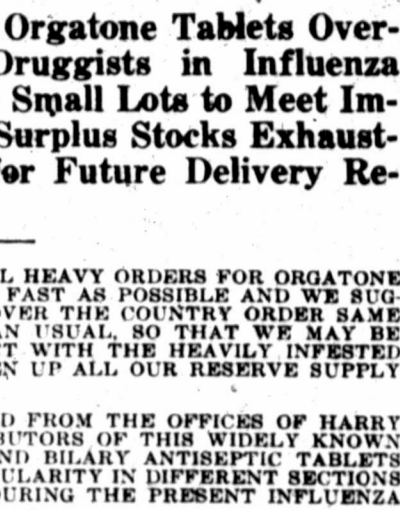 Orgatone Tablets Over-
Druggists in Influenza
Small Lots to Meet Im-
Surplus Stocks Exhaust-
for Future Delivery Re-
L HEAVY ORDERS FOR ORGATONE
FAST AS POSSIBLE AND WE SUG-
VER THE COUNTRY ORDER SAME
AN USUAL, SO THAT WE MAY BE
T WITH THE HEAVILY INFESTED
EN UP ALL OUR RESERVE SUPPLY
D FROM THE OFFICES OF HARRY
BUTORS OF THIS WIDELY KNOWN
ND BILARY ANTISEPTIC TABLETS
ULARITY IN DIFFERENT SECTIONS
DURING THE PRESENT INFLUENZA